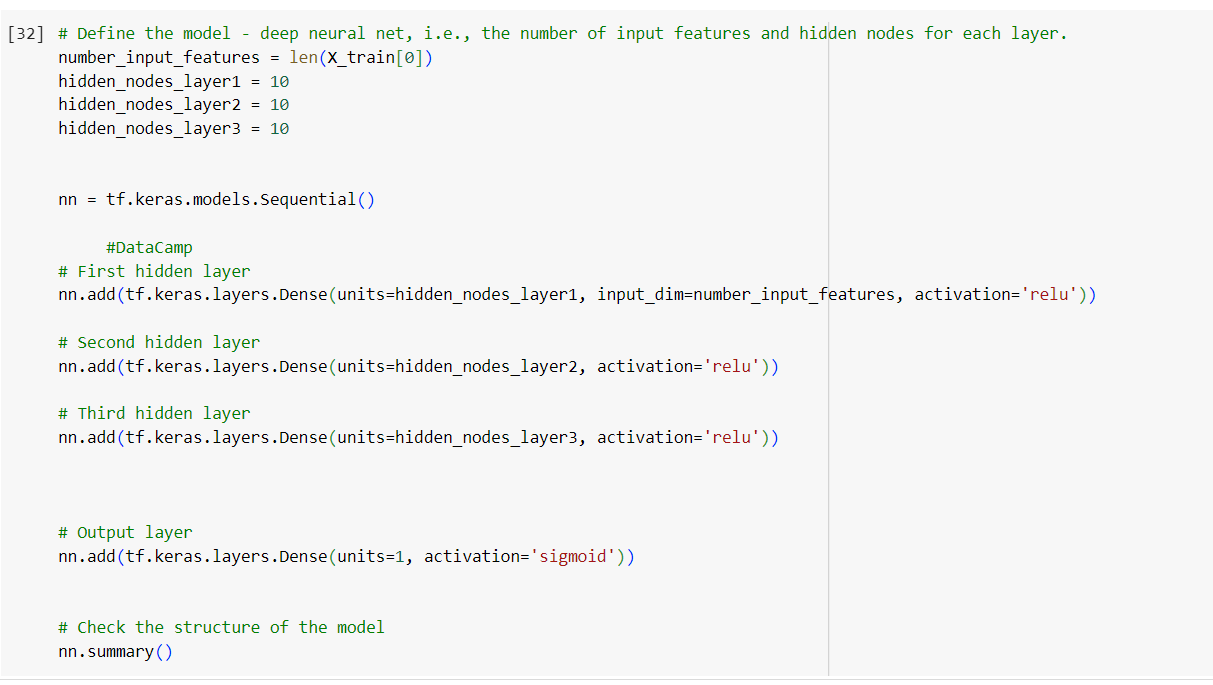 [32] # Define the model - deep neural net, i.e., the number of input features and hidden nodes for each layer.
number_input_features = len(X_train[0])
hidden_nodes_layer1 = 10
hidden_nodes_layer2 = 10
hidden_nodes_layer3 = 10
nn = tf.keras.models.Sequential()
#DataCamp
# First hidden layer
nn.add(tf.keras.layers.Dense(units=hidden_nodes_layer1, input_dim=number_input_features, activation='relu'))
# Second hidden layer
nn.add(tf.keras.layers.Dense(units=hidden_nodes_layer2, activation='relu'))
# Third hidden layer
nn.add(tf.keras.layers.Dense(units=hidden_nodes_layer3, activation='relu'))
# Output layer
nn.add(tf.keras.layers.Dense(units=1, activation='sigmoid'))
# Check the structure of the model
nn.summary()